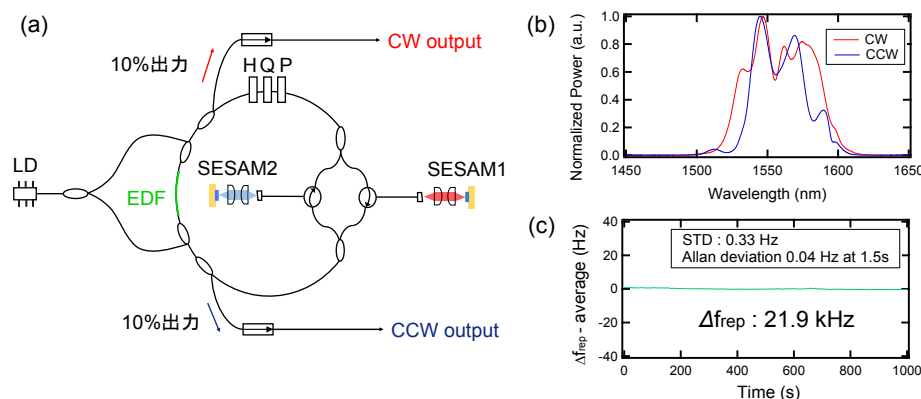 (a)
CW output
10%出力
H Q P
LD
EDF
SESAM2
SESAM1
10%出力
CCW output
(b)
Normalized Power (a.u.)
1.0
0.8
0.6
0.4
0.2
0.0
CW
CCW
1450
1500
1550
1600
1650
Wavelength (nm)
(c)
Δfrep - average (Hz)
40
20
0
-20
-40
STD : 0.33 Hz
Allan deviation 0.04 Hz at 1.5s
Δfrep : 21.9 kHz
0
200
400
600
800
1000
Time (s)